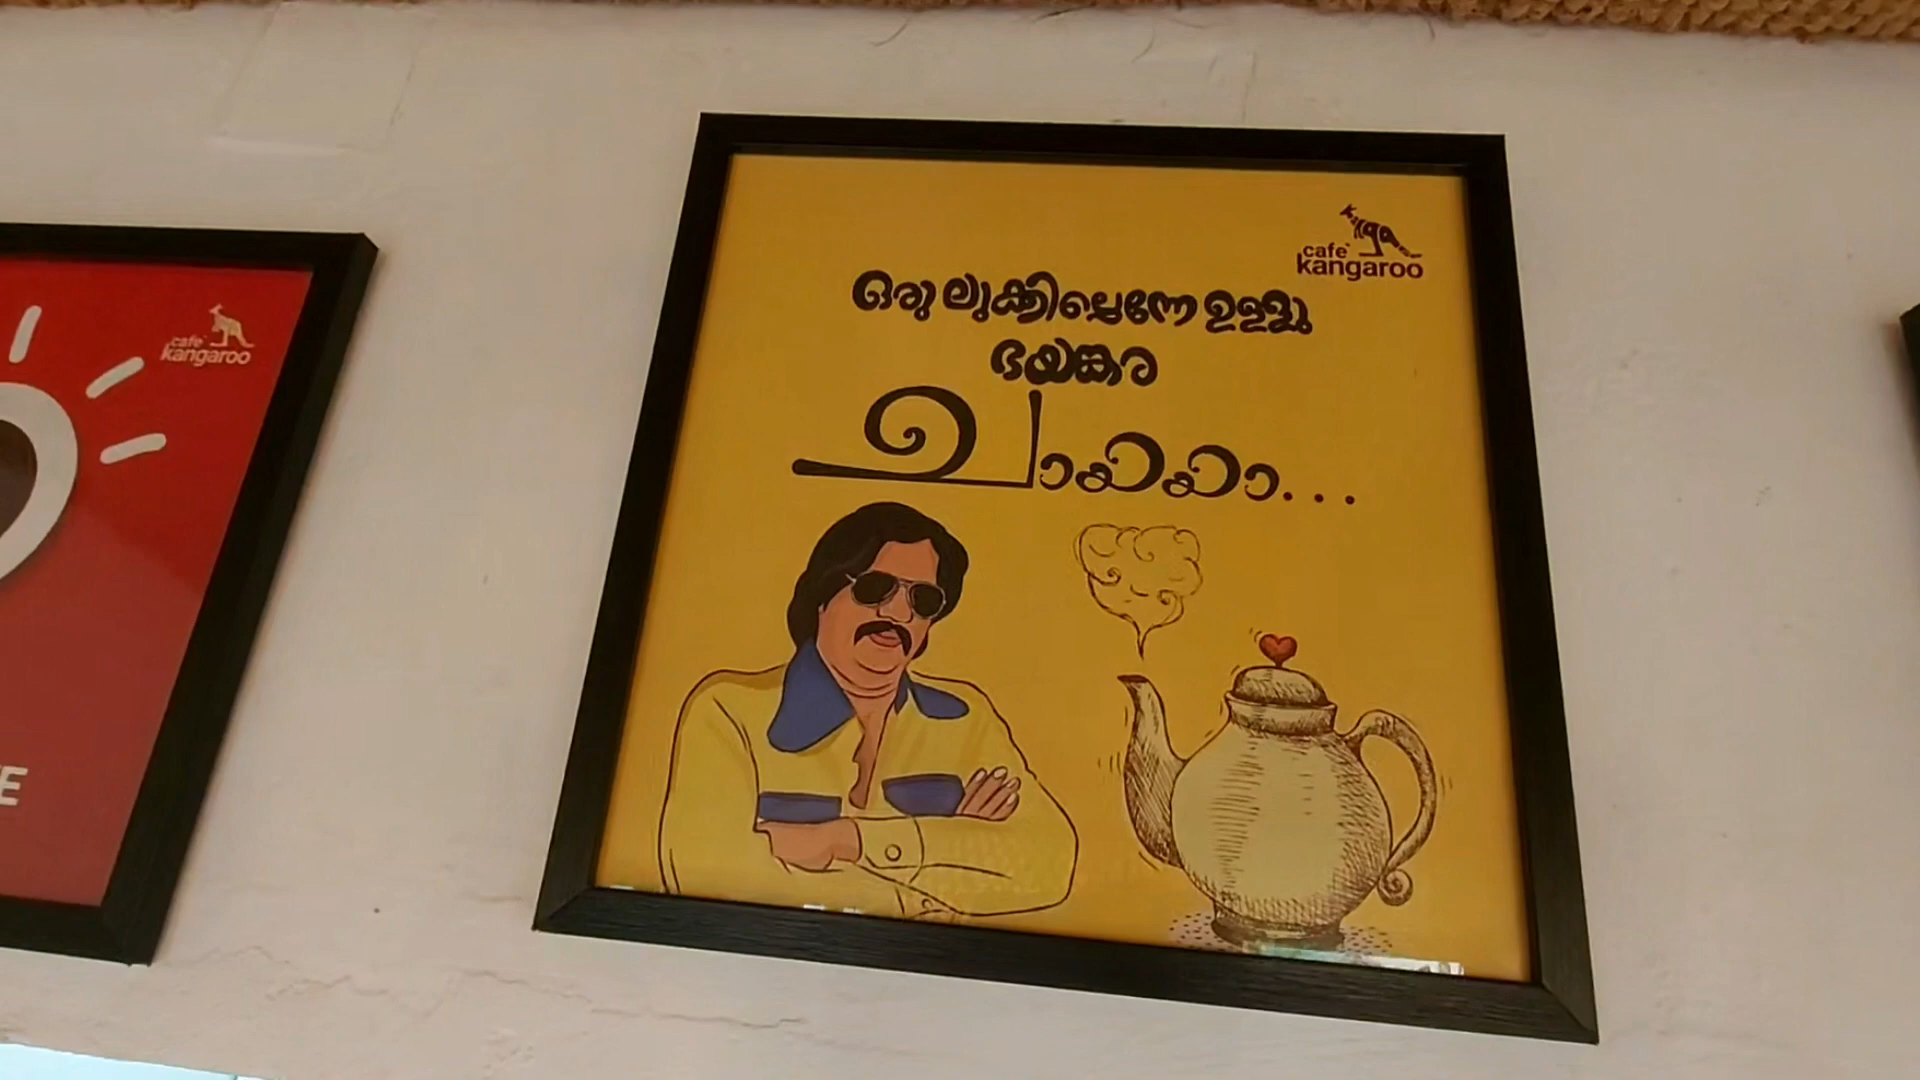 cafe
kangaroo
ഒരു ലുക്കില്ലെന്നേ ഉള്ളു
ഭയങ്കര
ചായയാ...
cafe
kangaroo